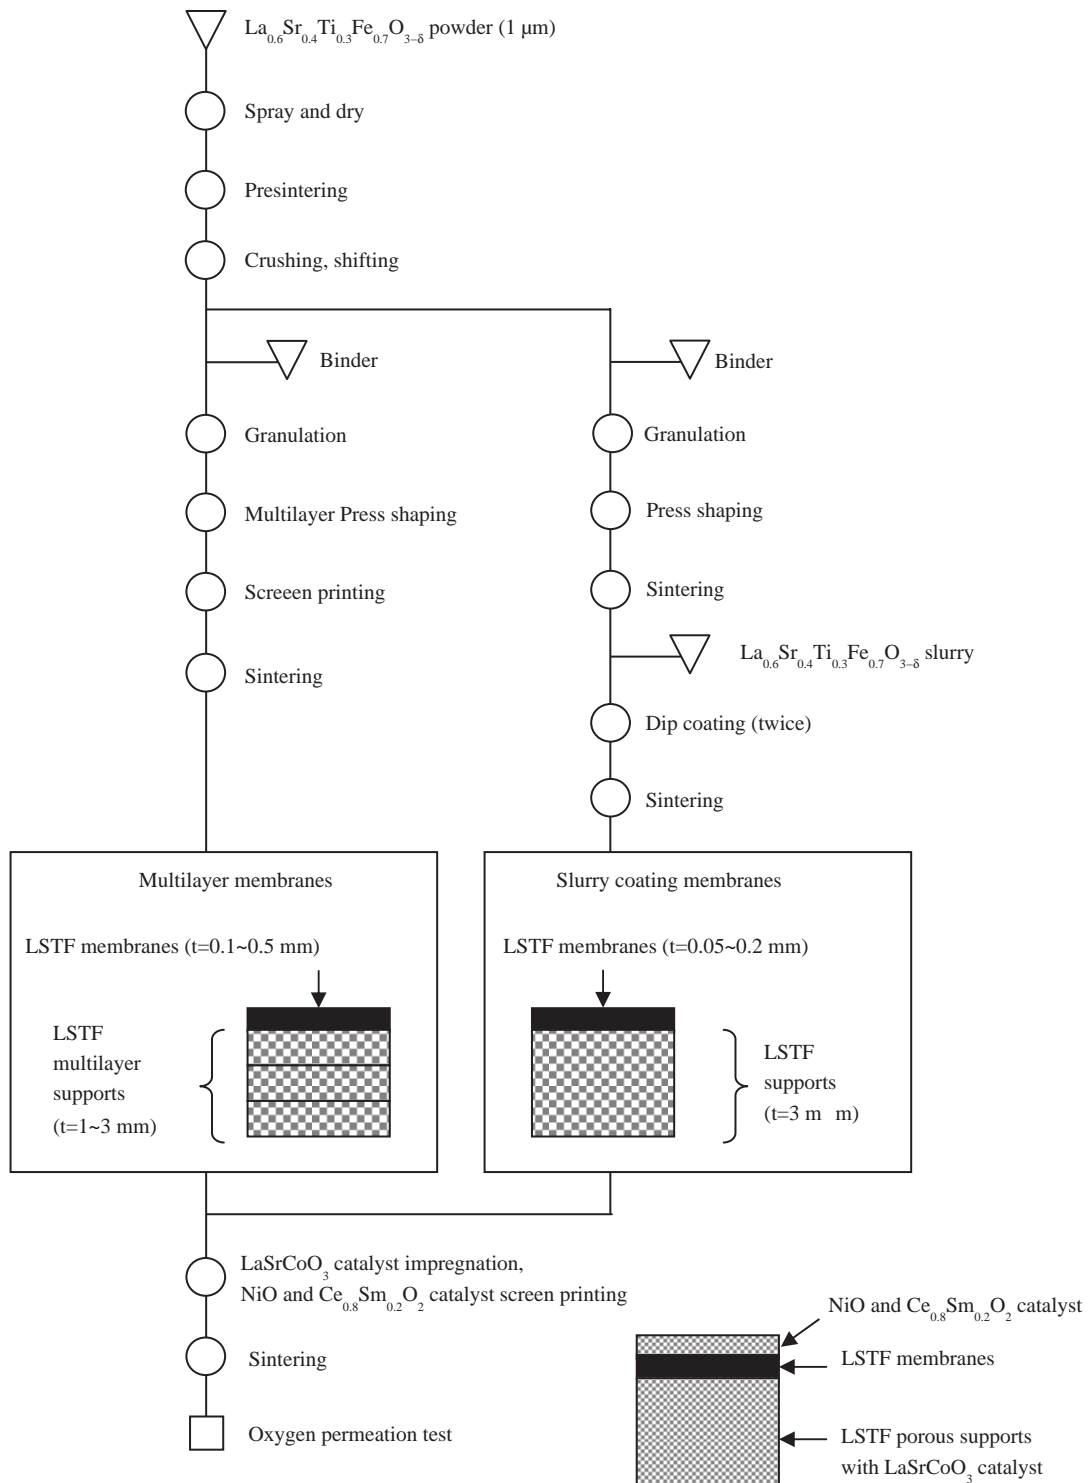 La0.6Sr0.4Ti0.3Fe0.7O3–δ powder (1 μm)
Spray and dry
Presintering
Crushing, shifting
Binder
Granulation
Multilayer Press shaping
Screeen printing
Sintering
Binder
Granulation
Press shaping
Sintering
La0.6Sr0.4Ti0.3Fe0.7O3–δ slurry
Dip coating (twice)
Sintering
Multilayer membranes
LSTF membranes (t=0.1~0.5 mm)
LSTF
multilayer
supports
(t=1~3 mm)
Slurry coating membranes
LSTF membranes (t=0.05~0.2 mm)
LSTF
supports
(t=3 m m)
LaSrCoO3 catalyst impregnation,
NiO and Ce0.8Sm0.2O2 catalyst screen printing
Sintering
Oxygen permeation test
NiO and Ce0.8Sm0.2O2 catalyst
LSTF membranes
LSTF porous supports
with LaSrCoO3 catalyst